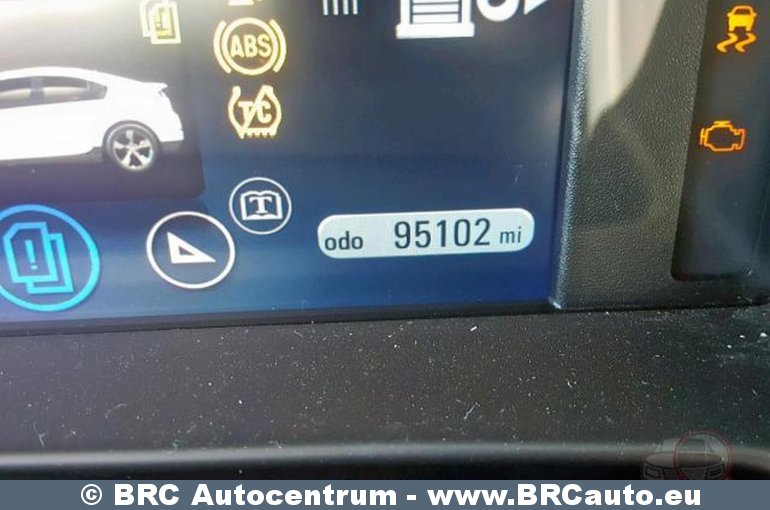 ABS
TC
T
odo 95102 mi
© BRC Autocentrum - www.BRCauto.eu